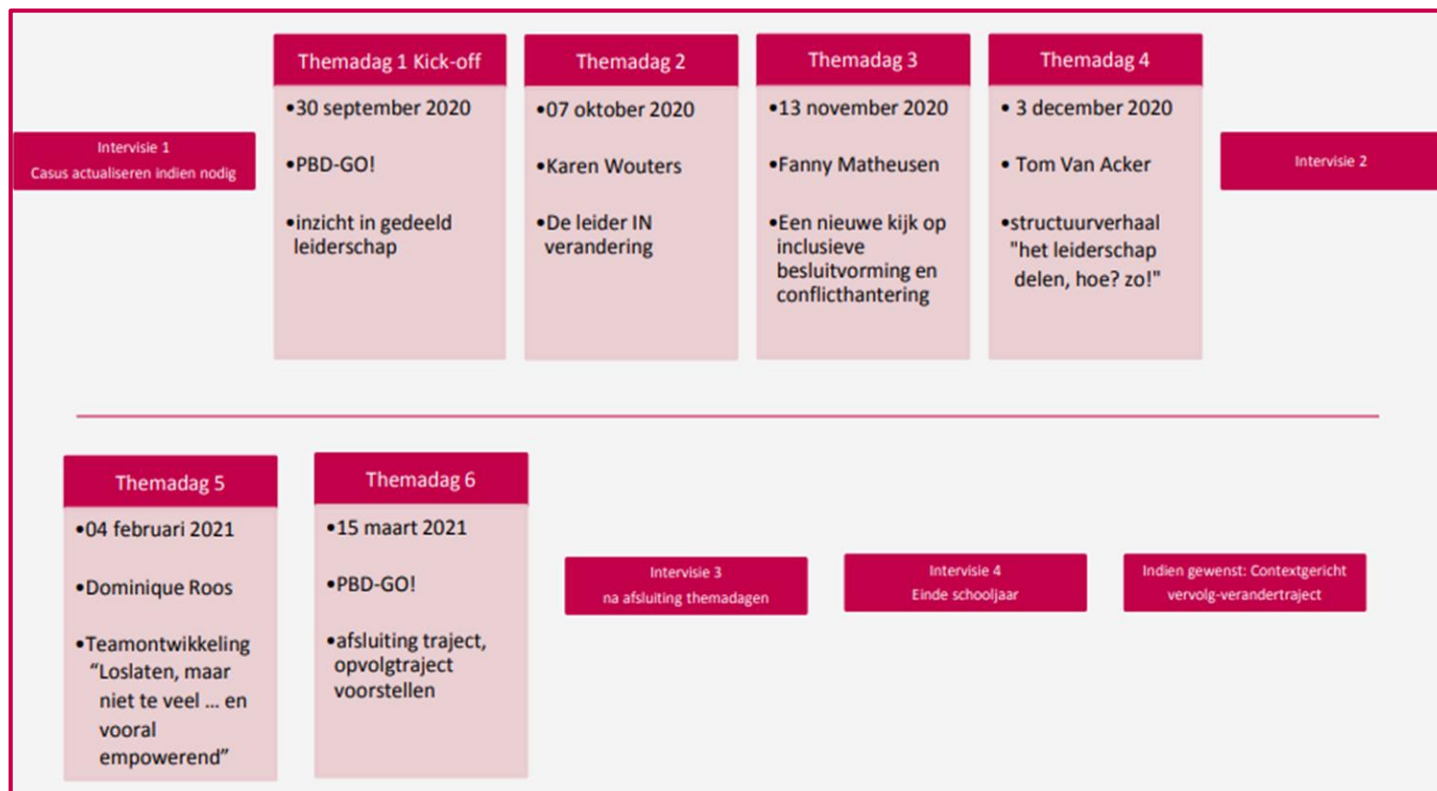 Intervisie 1
Casus actualiseren indien nodig
Themadag 1 Kick-off
•30 september 2020
•PBD-GO!
•inzicht in gedeeld
leiderschap
Themadag 2
•07 oktober 2020
•Karen Wouters
•De leider IN
verandering
Themadag 3
•13 november 2020
•Fanny Matheusen
•Een nieuwe kijk op
inclusieve
besluitvorming en
conflicthantering
Themadag 4
• 3 december 2020
• Tom Van Acker
•structuurverhaal
"het leiderschap
delen, hoe? zo!"
Intervisie 2
Themadag 5
•04 februari 2021
•Dominique Roos
•Teamontwikkeling
“Loslaten, maar
niet te veel … en
vooral
empowerend”
Themadag 6
•15 maart 2021
•PBD-GO!
•afsluiting traject,
opvolgtraject
voorstellen
Intervisie 3
na afsluiting themadagen
Intervisie 4
Einde schooljaar
Indien gewenst: Contextgericht
vervolg-verandertraject